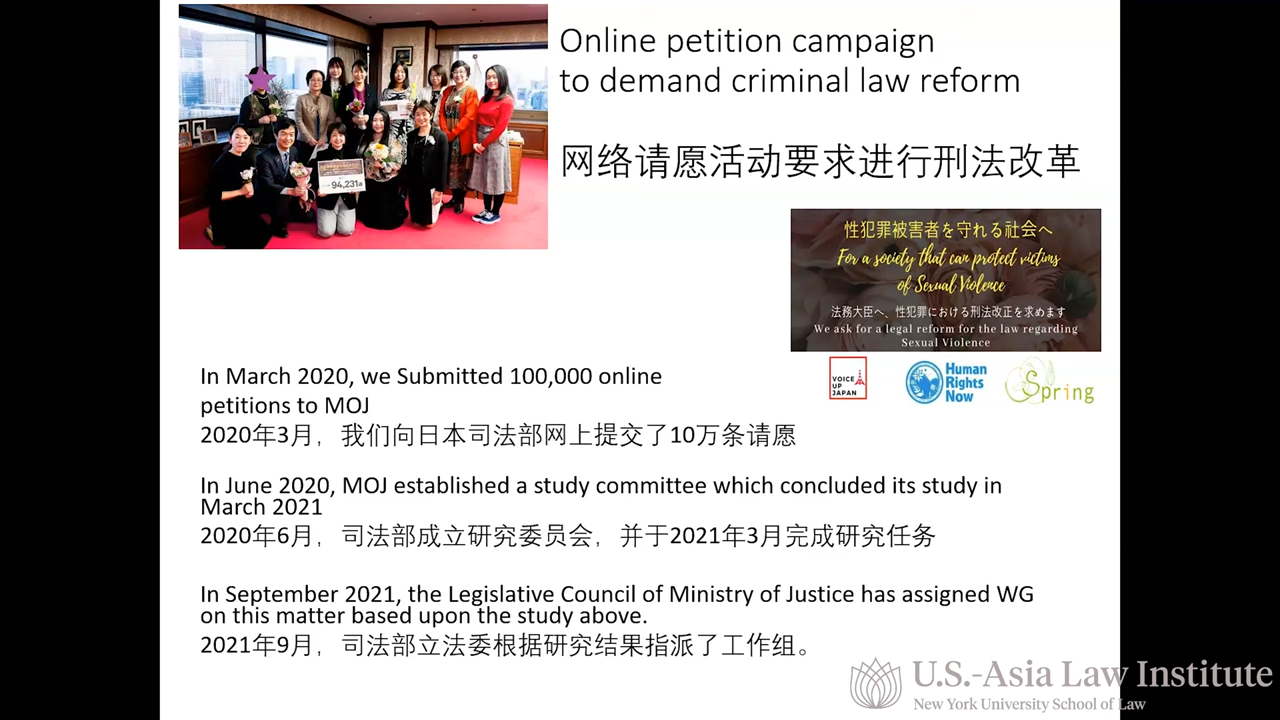 Online petition campaign
to demand criminal law reform
网络请愿活动要求进行刑法改革
94,231
性犯罪被害者を守れる社会へ
For a society that can protect victims
of Sexual Violence
法務大臣へ、性犯罪における刑法改正を求めます
We ask for a legal reform for the law regarding
Sexual Violence
VOICE
UP
JAPAN
Human
Rights
Now
Spring
In March 2020, we Submitted 100,000 online
petitions to MOJ
2020年3月，我们向日本司法部网上提交了10万条请愿
In June 2020, MOJ established a study committee which concluded its study in
March 2021
2020年6月，司法部成立研究委员会，并于2021年3月完成研究任务
In September 2021, the Legislative Council of Ministry of Justice has assigned WG
on this matter based upon the study above.
2021年9月，司法部立法委根据研究结果指派了工作组。
U.S.-Asia Law Institute
New York University School of Law